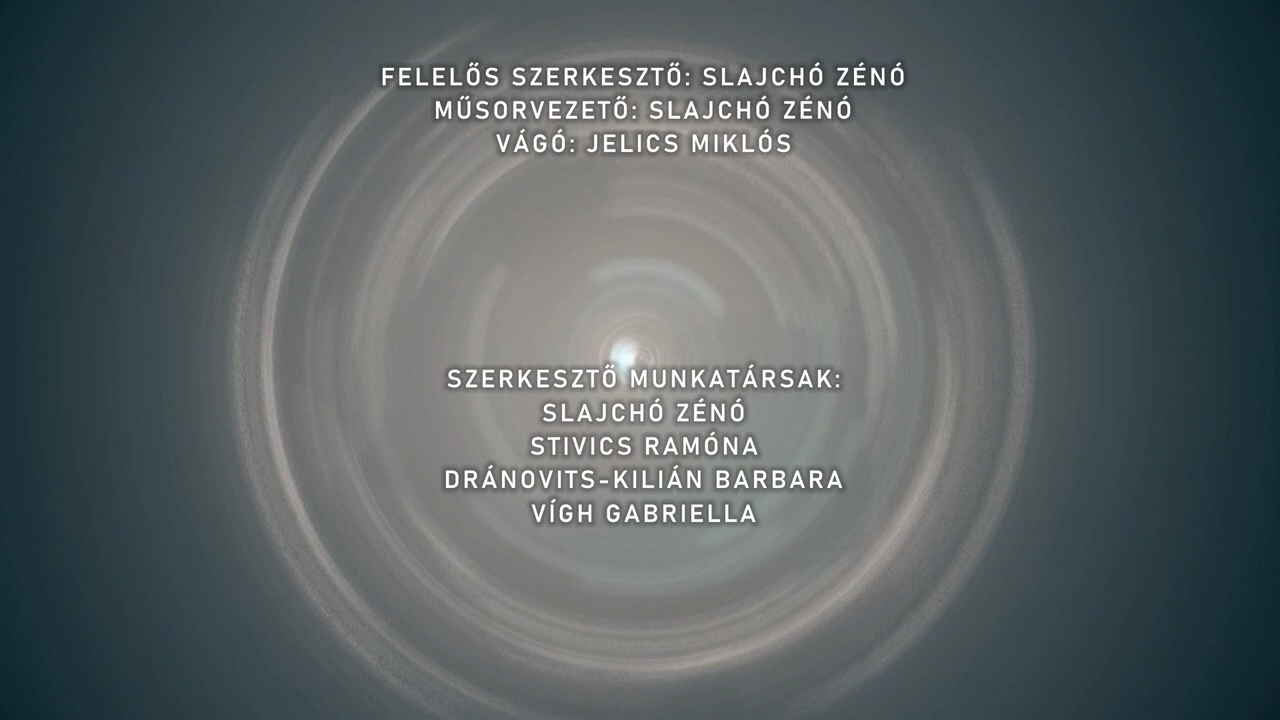 FELELŐS SZERKESZTŐ: SLAJCHÓ ZÉNÓ
MŰSORVEZETŐ: SLAJCHÓ ZÉNÓ
VÁGÓ: JELICS MIKLÓS
SZERKESZTŐ MUNKATÁRSAK:
SLAJCHÓ ZÉNÓ
STIVICS RAMÓNA
DRÁNOVITS-KILIÁN BARBARA
VÍGH GABRIELLA